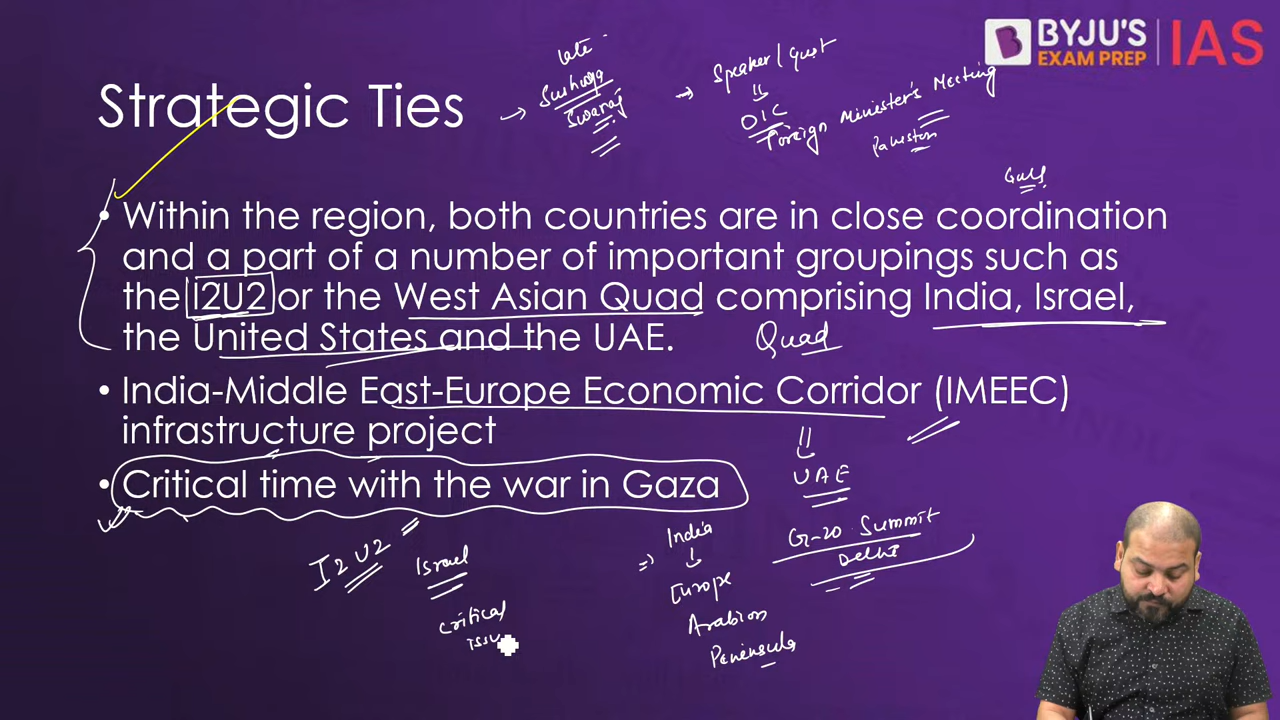 BYJU'S
EXAM PREP
IAS
Strategic Ties
late
Sushma
Swaraj
Speaker / Guest
OIC
Foreign Minister's Meeting
Pakistan
Gulf
• Within the region, both countries are in close coordination
and a part of a number of important groupings such as
the I2U2 or the West Asian Quad comprising India, Israel,
the United States and the UAE.
Quad
• India-Middle East-Europe Economic Corridor (IMEEC)
infrastructure project
• Critical time with the war in Gaza
UAE
G-20 Summit
Delhi
I2U2
Israel
critical
issu
India
Europe
Arabian
Peninsula